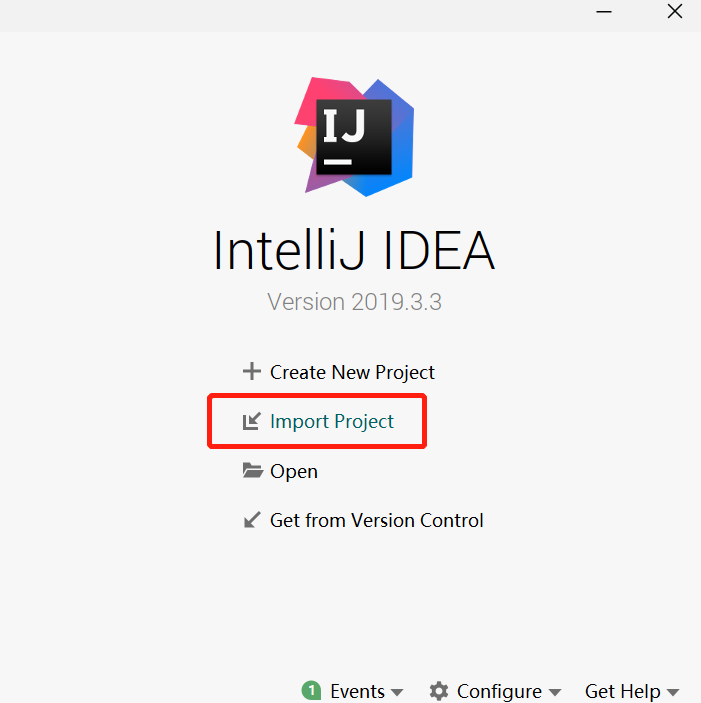 IJ
IntelliJ IDEA
Version 2019.3.3
Create New Project
Import Project
Open
Get from Version Control
1 Events Configure Get Help